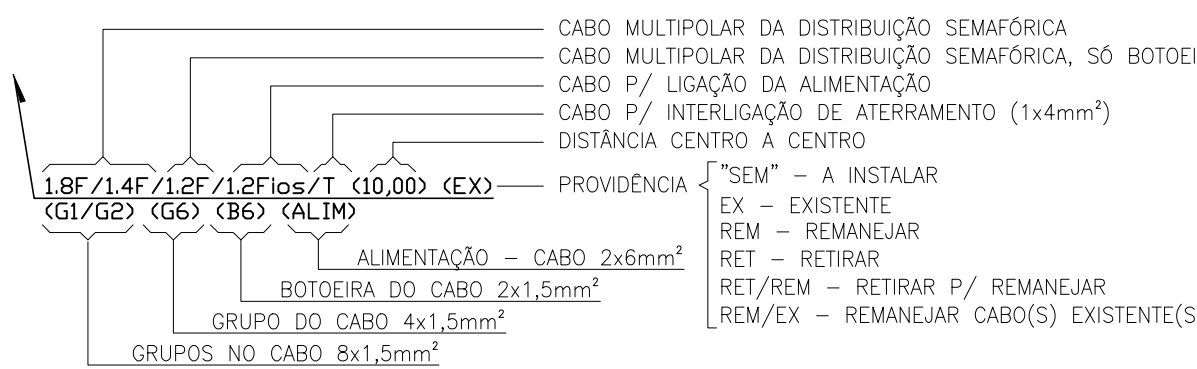 CABO MULTIPOLAR DA DISTRIBUIÇÃO SEMAFÓRICA
CABO MULTIPOLAR DA DISTRIBUIÇÃO SEMAFÓRICA, SÓ BOTOEI
CABO P/ LIGAÇÃO DA ALIMENTAÇÃO
CABO P/ INTERLIGAÇÃO DE ATERRAMENTO (1x4mm²)
DISTÂNCIA CENTRO A CENTRO
1.8F/1.4F/1.2F/1.2Fios/T (10,00) (EX)
(G1/G2) (G6) (B6) (ALIM)
PROVIDÊNCIA
"SEM" – A INSTALAR
EX – EXISTENTE
REM – REMANEJAR
RET – RETIRAR
RET/REM – RETIRAR P/ REMANEJAR
REM/EX – REMANEJAR CABO(S) EXISTENTE(S
ALIMENTAÇÃO – CABO 2x6mm²
BOTOEIRA DO CABO 2x1,5mm²
GRUPO DO CABO 4x1,5mm²
GRUPOS NO CABO 8x1,5mm²